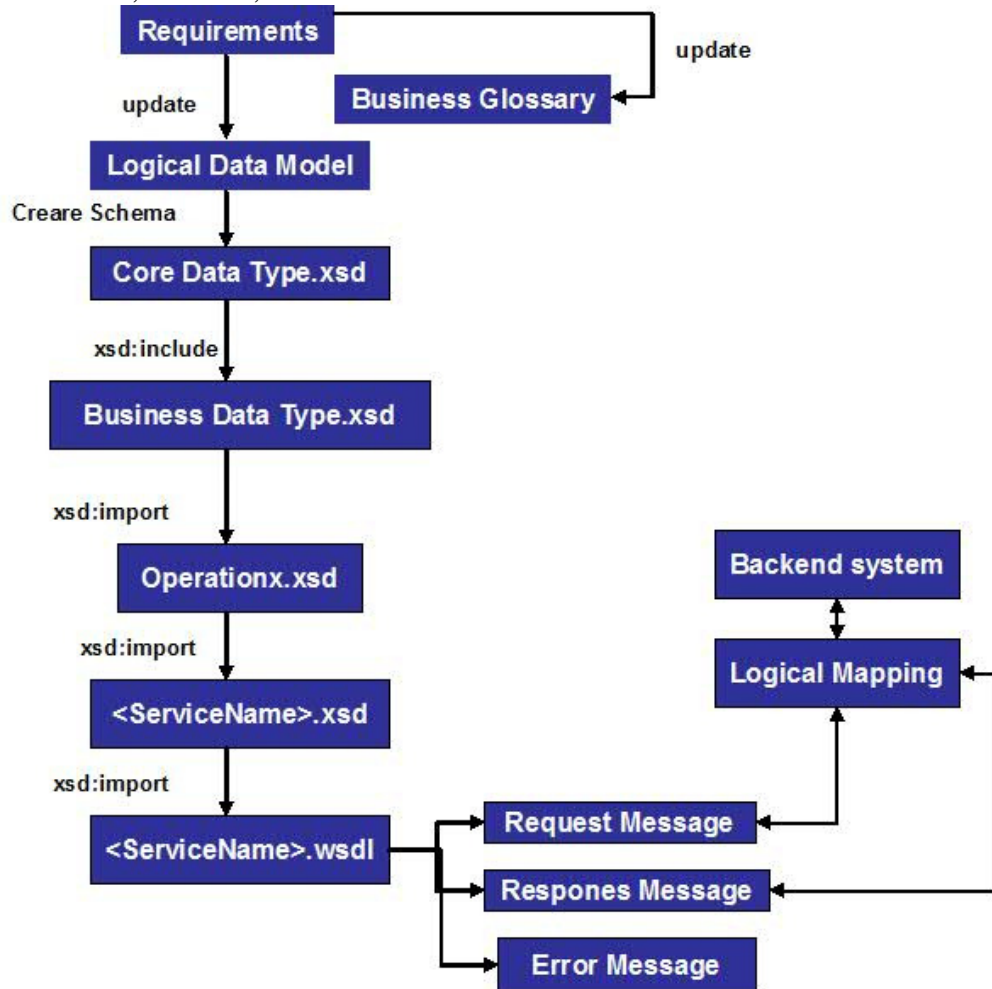 Requirements
update
Business Glossary
update
Logical Data Model
Creare Schema
Core Data Type.xsd
xsd:include
Business Data Type.xsd
xsd:import
Operationx.xsd
Backend system
xsd:import
Logical Mapping
<ServiceName>.xsd
xsd:import
Request Message
<ServiceName>.wsdl
Respones Message
Error Message